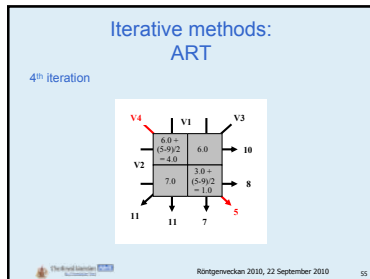 Iterative methods:
ART
4th iteration
V4
V1
V3
6.0 +
(5-9)/2
= 4.0
6.0
10
V2
7.0
3.0 +
(5-9)/2
= 1.0
8
11
11
7
5
Röntgenveckan 2010, 22 September 2010
55